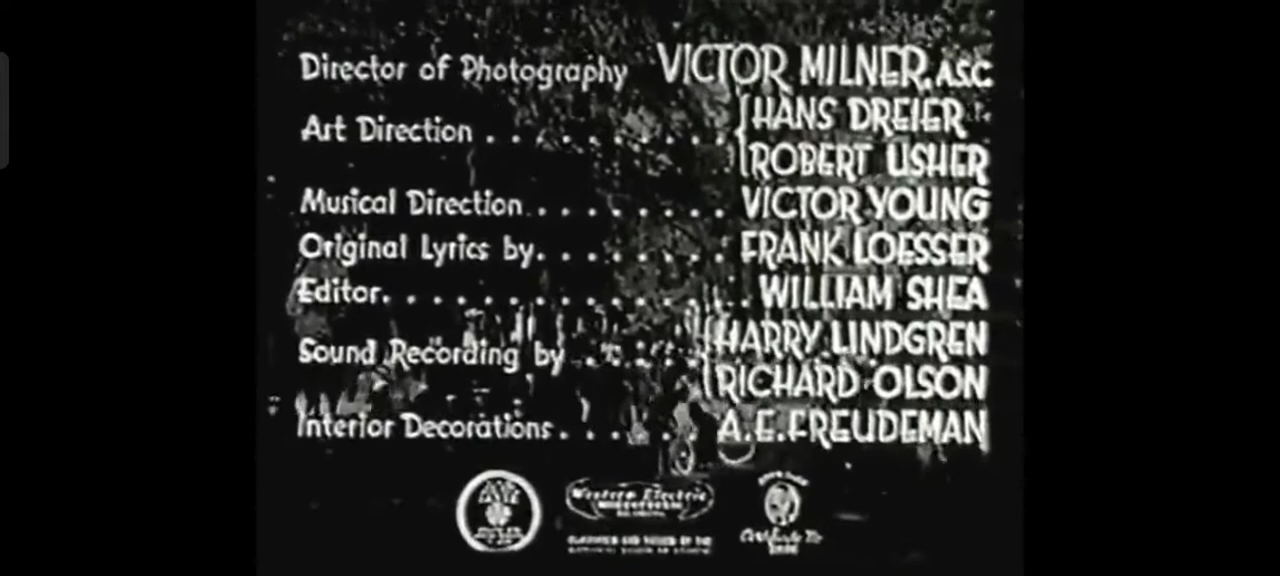 Director of Photography VICTOR MILNER, A.S.C
Art Direction . . . . . . . . . . HANS DREIER
ROBERT USHER
Musical Direction . . . . . . . . VICTOR YOUNG
Original Lyrics by. . . . . . . . FRANK LOESSER
Editor. . . . . . . . . . . . . . . . . WILLIAM SHEA
Sound Recording by . . . . . . HARRY LINDGREN
RICHARD OLSON
Interior Decorations . . . . . . A.E. FREUDEMAN
Western Electric